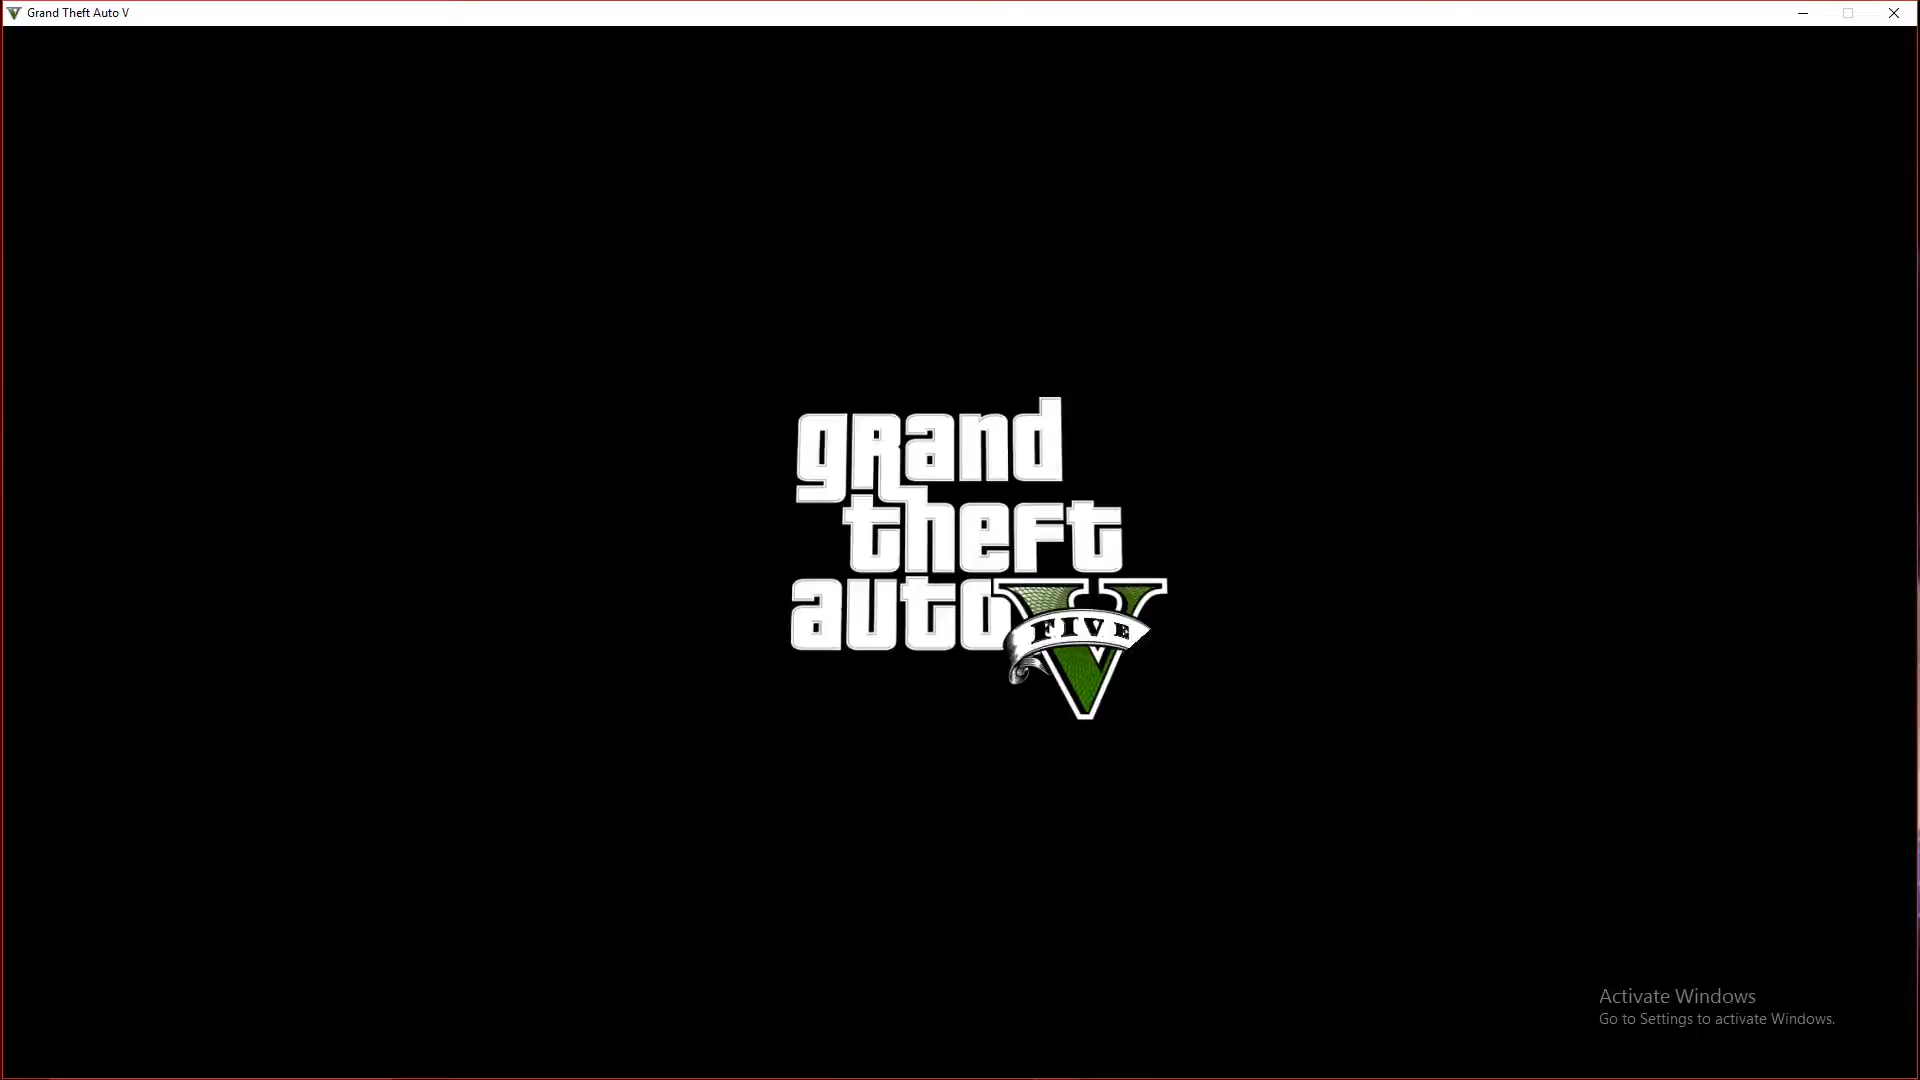 Grand Theft Auto V
grand
theft
auto V
FIVE
Activate Windows
Go to Settings to activate Windows.